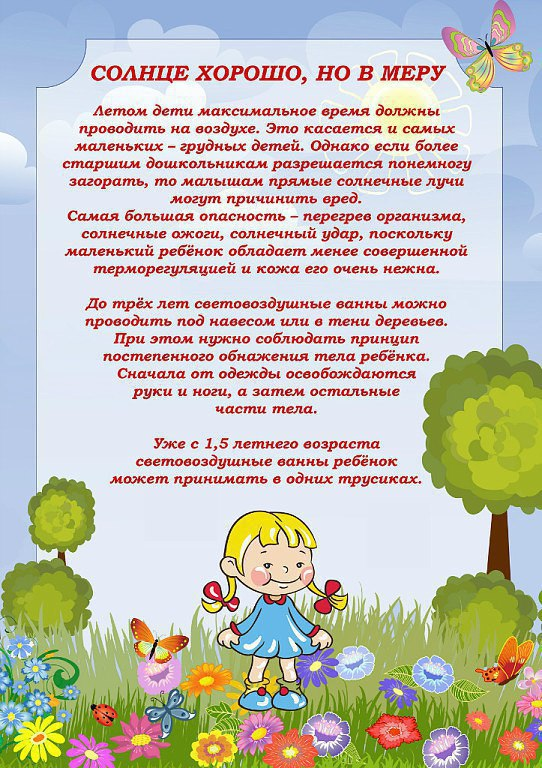 СОЛНЦЕ ХОРОШО, НО В МЕРУ
Летом дети максимальное время должны
проводить на воздухе. Это касается и самых
маленьких – грудных детей. Однако если более
старшим дошкольникам разрешается понемногу
загорать, то малышам прямые солнечные лучи
могут причинить вред.
Самая большая опасность – перегрев организма,
солнечные ожоги, солнечный удар, поскольку
маленький ребёнок обладает менее совершенной
терморегуляцией и кожа его очень нежна.
До трёх лет световоздушные ванны можно
проводить под навесом или в тени деревьев.
При этом нужно соблюдать принцип
постепенного обнажения тела ребёнка.
Сначала от одежды освобождаются
руки и ноги, а затем остальные
части тела.
Уже с 1,5 летнего возраста
световоздушные ванны ребёнок
может принимать в одних трусиках.